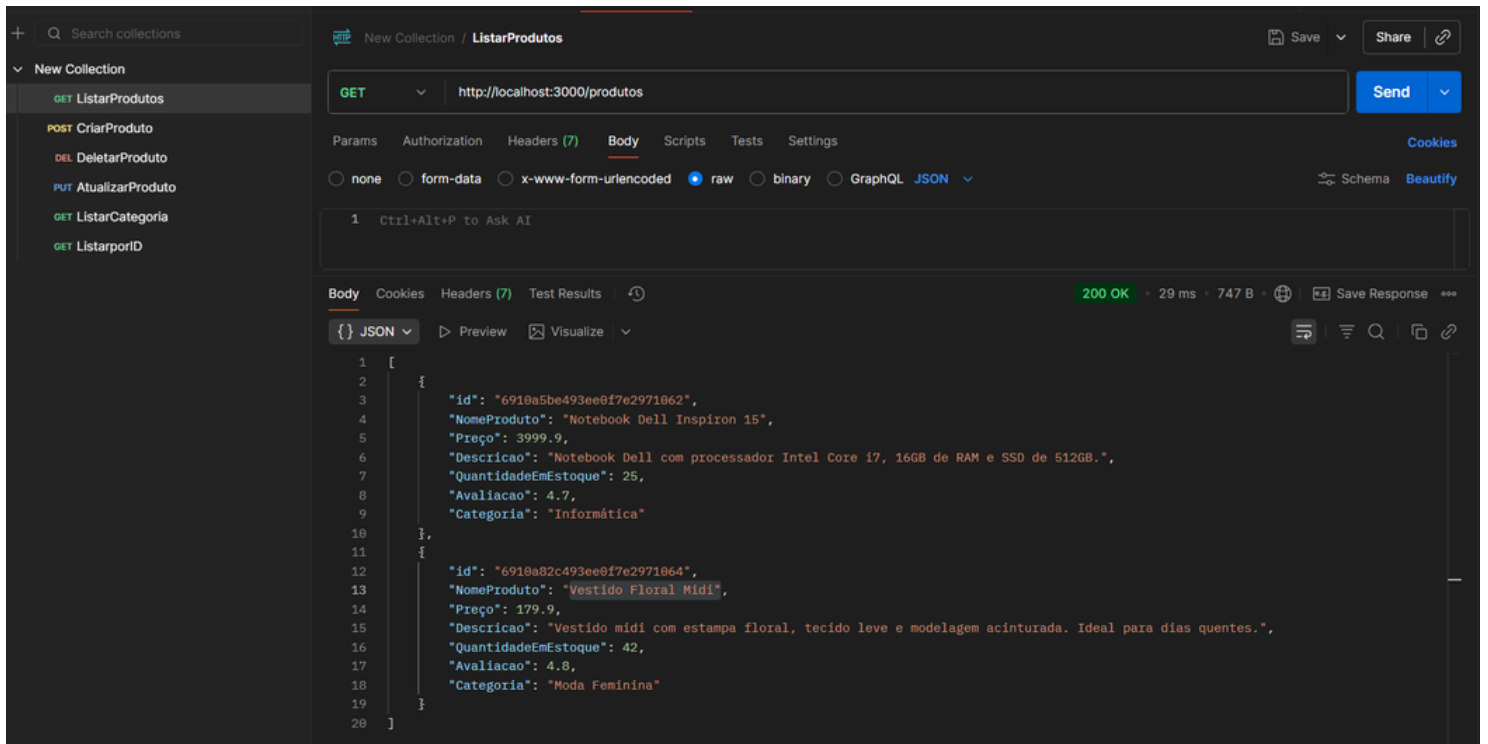 Search collections
New Collection
GET ListarProdutos
POST CriarProduto
DEL DeletarProduto
PUT AtualizarProduto
GET ListarCategoria
GET ListarporID
HTTP New Collection / ListarProdutos
Save
Share
GET http://localhost:3000/produtos
Send
Params Authorization Headers (7) Body Scripts Tests Settings Cookies
none form-data x-www-form-urlencoded raw binary GraphQL JSON Schema Beautify
1 Ctrl+Alt+P to Ask AI
Body Cookies Headers (7) Test Results 200 OK 29 ms 747 B Save Response
{} JSON Preview Visualize
1 [
2 {
3 "id": "6910a5be493ee0f7e2971062",
4 "NomeProduto": "Notebook Dell Inspiron 15",
5 "Preço": 3999.9,
6 "Descricao": "Notebook Dell com processador Intel Core i7, 16GB de RAM e SSD de 512GB.",
7 "QuantidadeEmEstoque": 25,
8 "Avaliacao": 4.7,
9 "Categoria": "Informática"
10 },
11 {
12 "id": "6910a82c493ee0f7e2971064",
13 "NomeProduto": "Vestido Floral Midi",
14 "Preço": 179.9,
15 "Descricao": "Vestido midi com estampa floral, tecido leve e modelagem acinturada. Ideal para dias quentes.",
16 "QuantidadeEmEstoque": 42,
17 "Avaliacao": 4.8,
18 "Categoria": "Moda Feminina"
19 }
20 ]